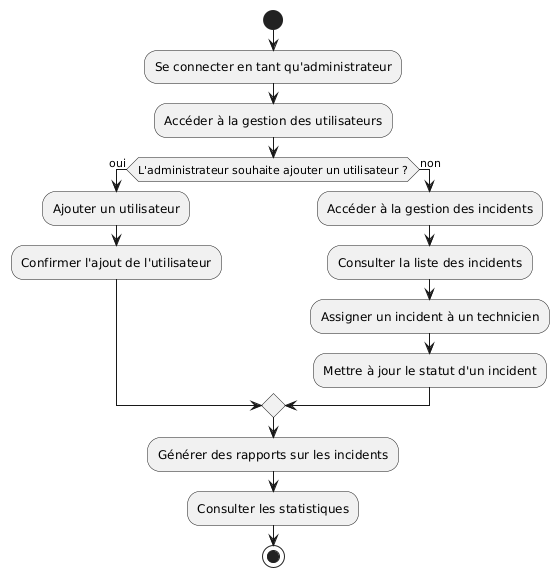 Se connecter en tant qu'administrateur
Accéder à la gestion des utilisateurs
oui
L'administrateur souhaite ajouter un utilisateur ?
non
Ajouter un utilisateur
Confirmer l'ajout de l'utilisateur
Accéder à la gestion des incidents
Consulter la liste des incidents
Assigner un incident à un technicien
Mettre à jour le statut d'un incident
Générer des rapports sur les incidents
Consulter les statistiques